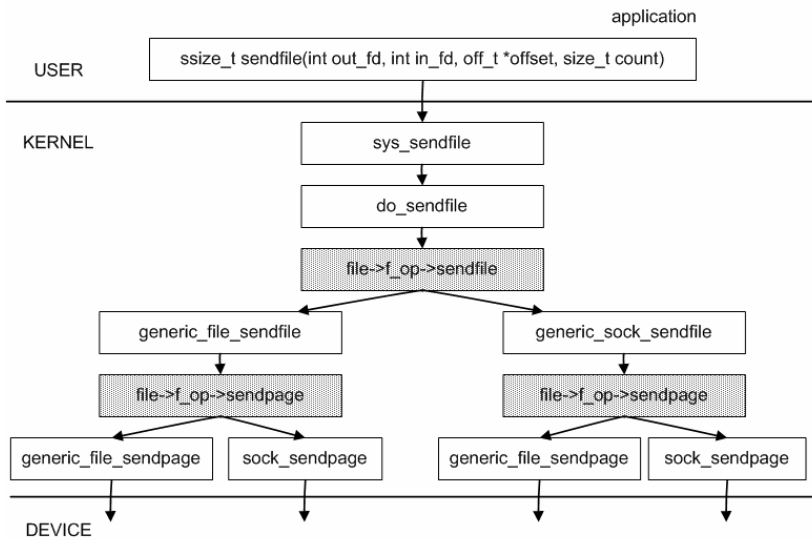 application
ssize_t sendfile(int out_fd, int in_fd, off_t *offset, size_t count)
USER
KERNEL
sys_sendfile
do_sendfile
file->f_op->sendfile
generic_file_sendfile
generic_sock_sendfile
file->f_op->sendpage
file->f_op->sendpage
generic_file_sendpage
sock_sendpage
generic_file_sendpage
sock_sendpage
DEVICE